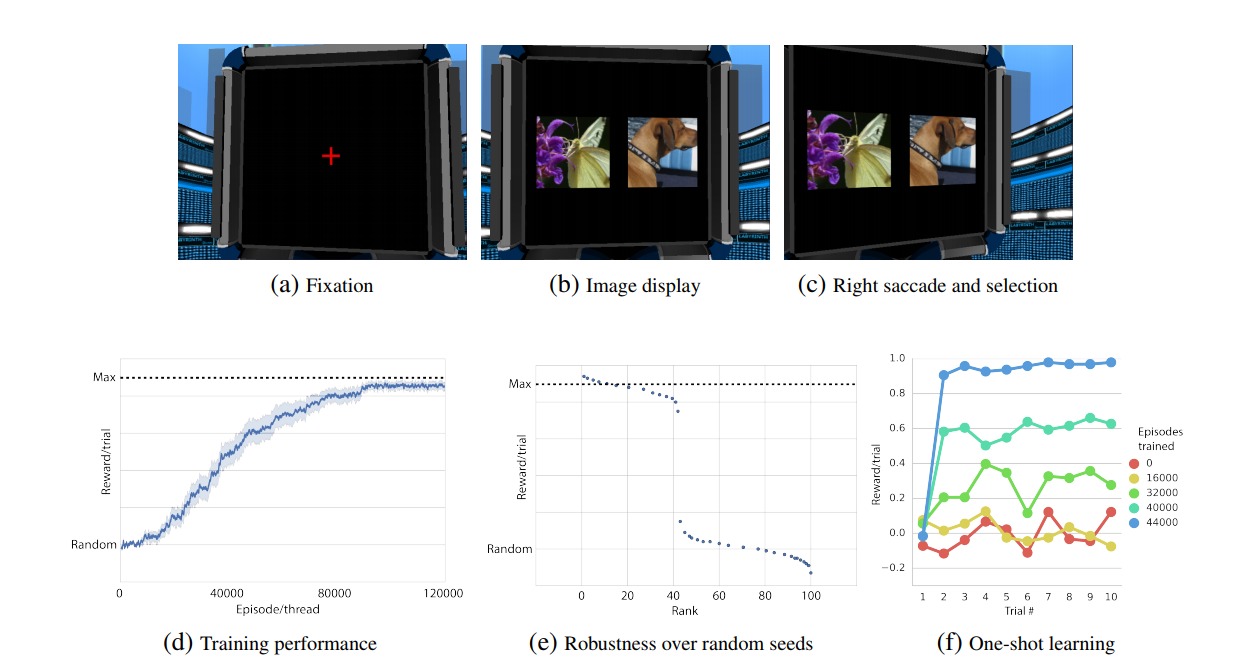 (a) Fixation
(b) Image display
(c) Right saccade and selection
Max
Random
Reward/trial
0
40000
80000
120000
Episode/thread
(d) Training performance
Max
Random
Reward/trial
0
20
40
60
80
100
Rank
(e) Robustness over random seeds
1.0
0.8
0.6
0.4
0.2
0.0
−0.2
Reward/trial
1 2 3 4 5 6 7 8 9 10
Trial #
Episodes
trained
0
16000
32000
40000
44000
(f) One-shot learning